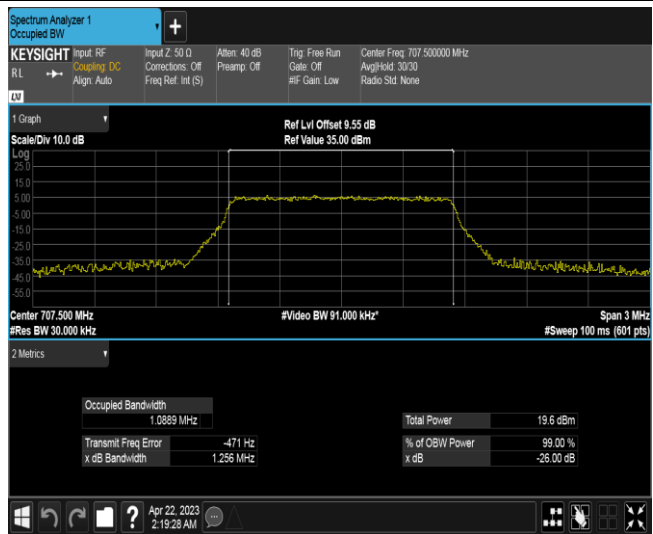 Spectrum Analyzer 1
Occupied BW
+
KEYSIGHT
RL
Input: RF
Coupling: DC
Align: Auto
Input Z: 50 Ω
Corrections: Off
Freq Ref: Int (S)
Atten: 40 dB
Preamp: Off
Trig: Free Run
Gate: Off
#IF Gain: Low
Center Freq: 707.500000 MHz
Avg|Hold: 30/30
Radio Std: None
1 Graph
Scale/Div 10.0 dB
Ref Lvl Offset 9.55 dB
Ref Value 35.00 dBm
Log
25.0
15.0
5.00
-5.00
-15.0
-25.0
-35.0
-45.0
-55.0
Center 707.500 MHz
#Res BW 30.000 kHz
#Video BW 91.000 kHz*
Span 3 MHz
#Sweep 100 ms (601 pts)
2 Metrics
Occupied Bandwidth
1.0889 MHz
Transmit Freq Error -471 Hz
x dB Bandwidth 1.256 MHz
Total Power 19.6 dBm
% of OBW Power 99.00 %
x dB -26.00 dB
?
Apr 22, 2023
2:19:28 AM